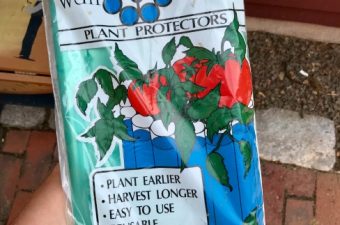 PLANT PROTECTORS
• PLANT EARLIER
• HARVEST LONGER
• EASY TO USE